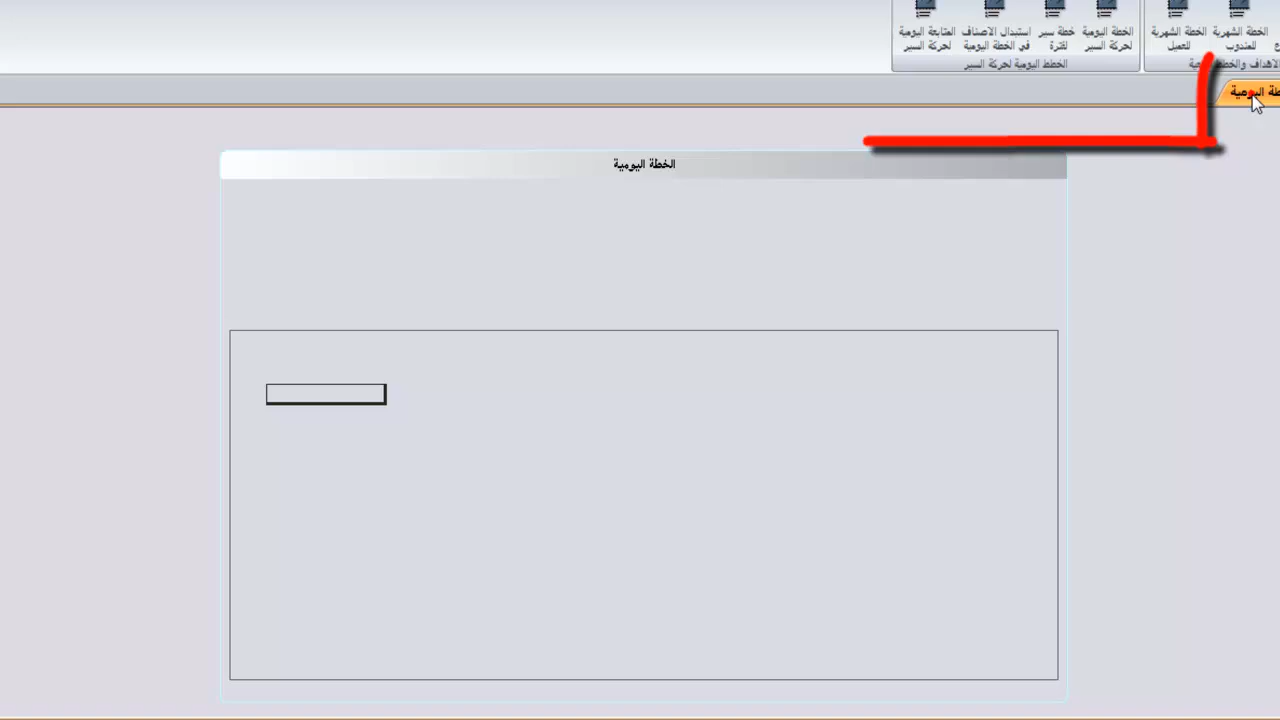 الخطة الشهرية للمندوب
الخطة الشهرية للعميل
الخطة اليومية لحركة السير
خطة سير لفترة
استبدال الاصناف في الخطة اليومية
المتابعة اليومية لحركة السير
الخطط اليومية لحركة السير
اليومية
الخطة اليومية